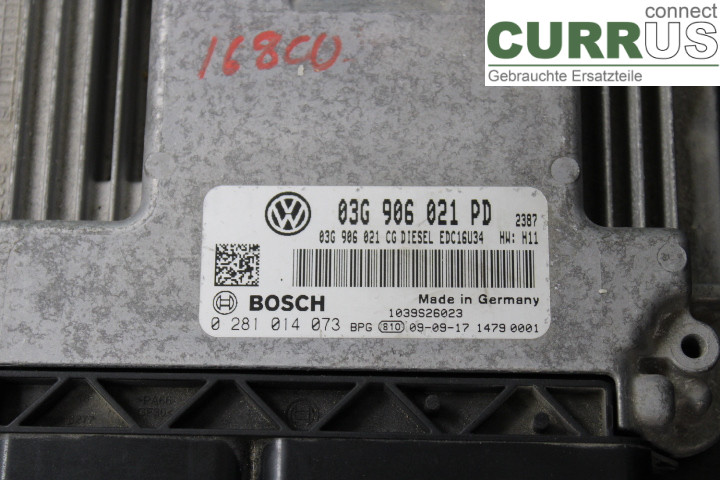 connect
CURRUS
Gebrauchte Ersatzteile
168CU
03G 906 021 PD 2387
03G 906 021 CG DIESEL EDC16U34 HW: H11
BOSCH
Made in Germany
1039S26023
0 281 014 073 BPG 810 09-09-17 1479 0001